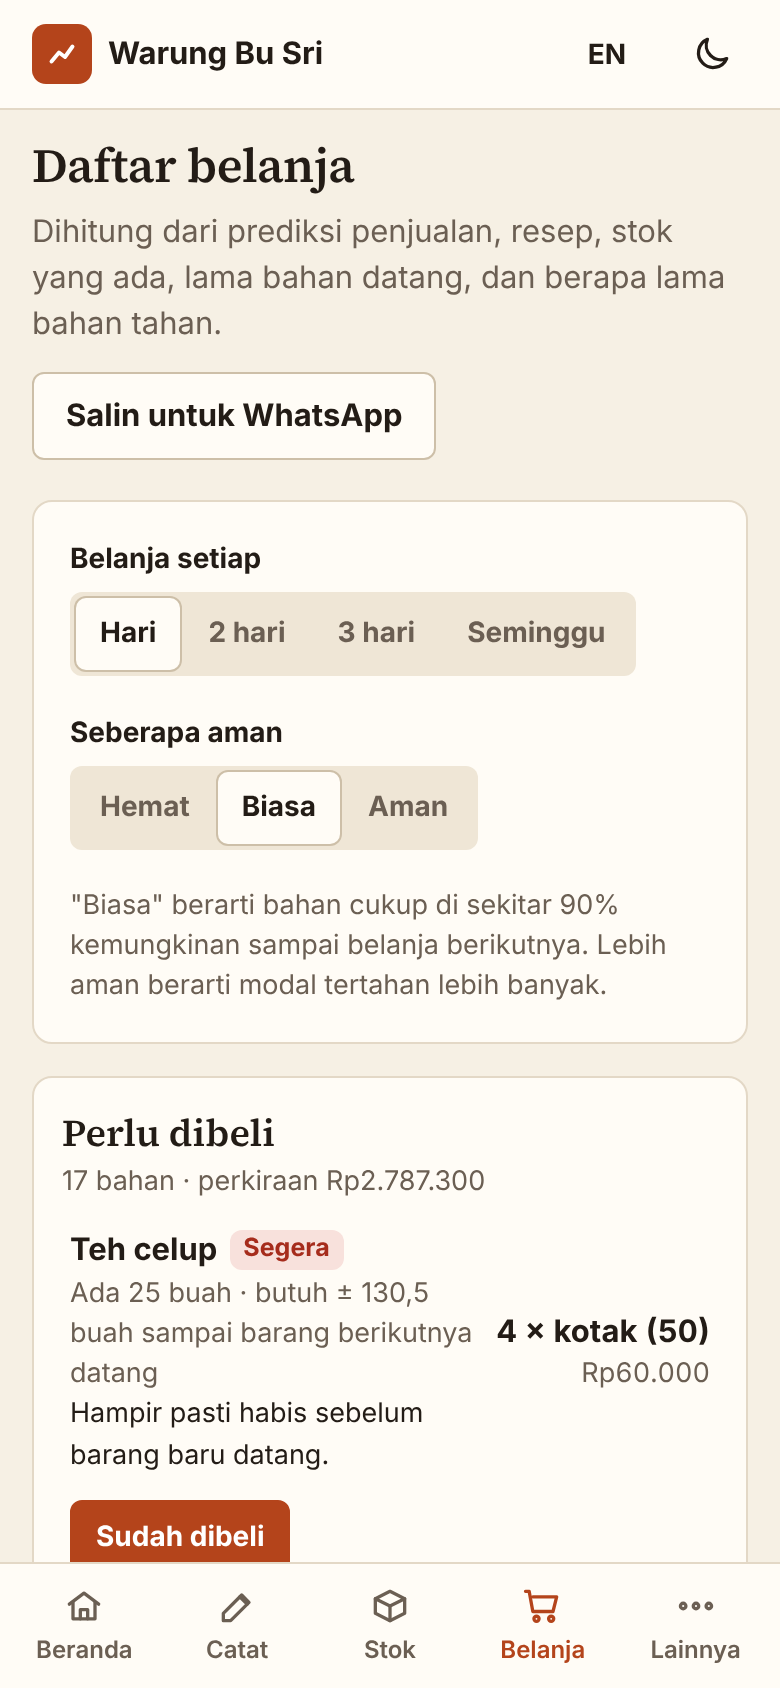 Warung Bu Sri
EN
Daftar belanja
Dihitung dari prediksi penjualan, resep, stok
yang ada, lama bahan datang, dan berapa lama
bahan tahan.
Salin untuk WhatsApp
Belanja setiap
Hari
2 hari
3 hari
Seminggu
Seberapa aman
Hemat
Biasa
Aman
"Biasa" berarti bahan cukup di sekitar 90%
kemungkinan sampai belanja berikutnya. Lebih
aman berarti modal tertahan lebih banyak.
Perlu dibeli
17 bahan · perkiraan Rp2.787.300
Teh celup
Segera
Ada 25 buah · butuh ± 130,5
buah sampai barang berikutnya
datang
Hampir pasti habis sebelum
barang baru datang.
4 × kotak (50)
Rp60.000
Sudah dibeli
Beranda
Catat
Stok
Belanja
Lainnya